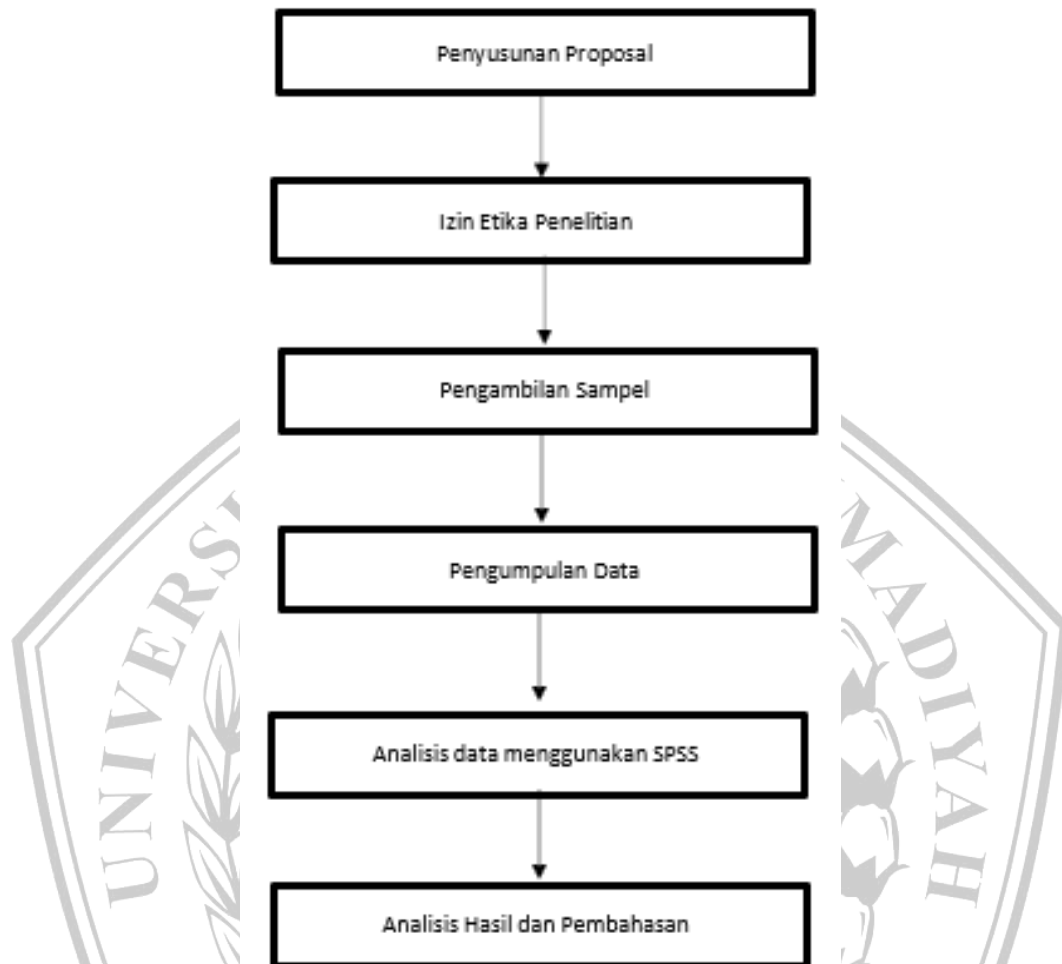 Penyusunan Proposal
Izin Etika Penelitian
Pengambilan Sampel
Pengumpulan Data
Analisis data menggunakan SPSS
Analisis Hasil dan Pembahasan